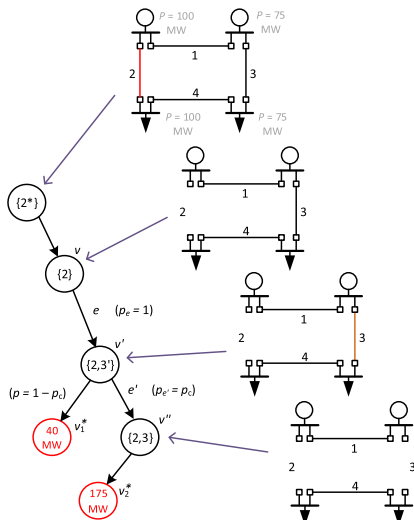 P = 100
MW
P = 75
MW
1
2
3
4
P = 100
MW
P = 75
MW
{2*}
v
{2}
1
2
3
4
e (pₑ = 1)
v'
{2,3'}
1
2
3
4
(p = 1 – p꜀)
e' (pₑ' = p꜀)
40
MW
v₁*
v''
{2,3}
1
2
3
4
175
MW
v₂*